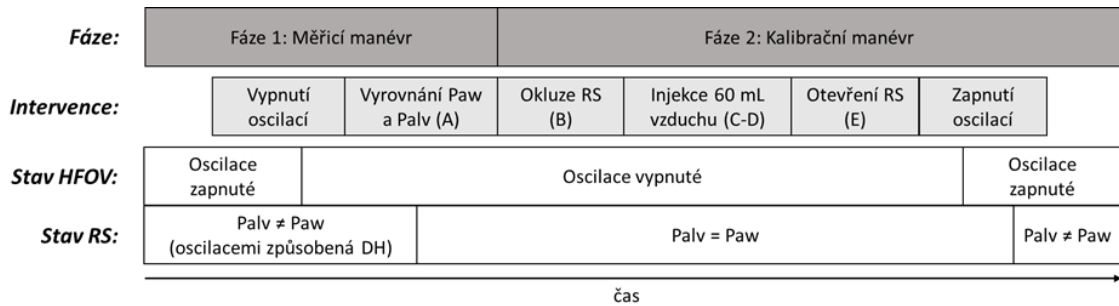 Fáze:
Fáze 1: Měřicí manévr
Fáze 2: Kalibrační manévr
Intervence:
Vypnutí
oscilací
Vyrovnání Paw
a Palv (A)
Okluze RS
(B)
Injekce 60 mL
vzduchu (C-D)
Otevření RS
(E)
Zapnutí
oscilací
Stav HFOV:
Oscilace
zapnuté
Oscilace vypnuté
Oscilace
zapnuté
Stav RS:
Palv ≠ Paw
(oscilacemi způsobená DH)
Palv = Paw
Palv ≠ Paw
čas